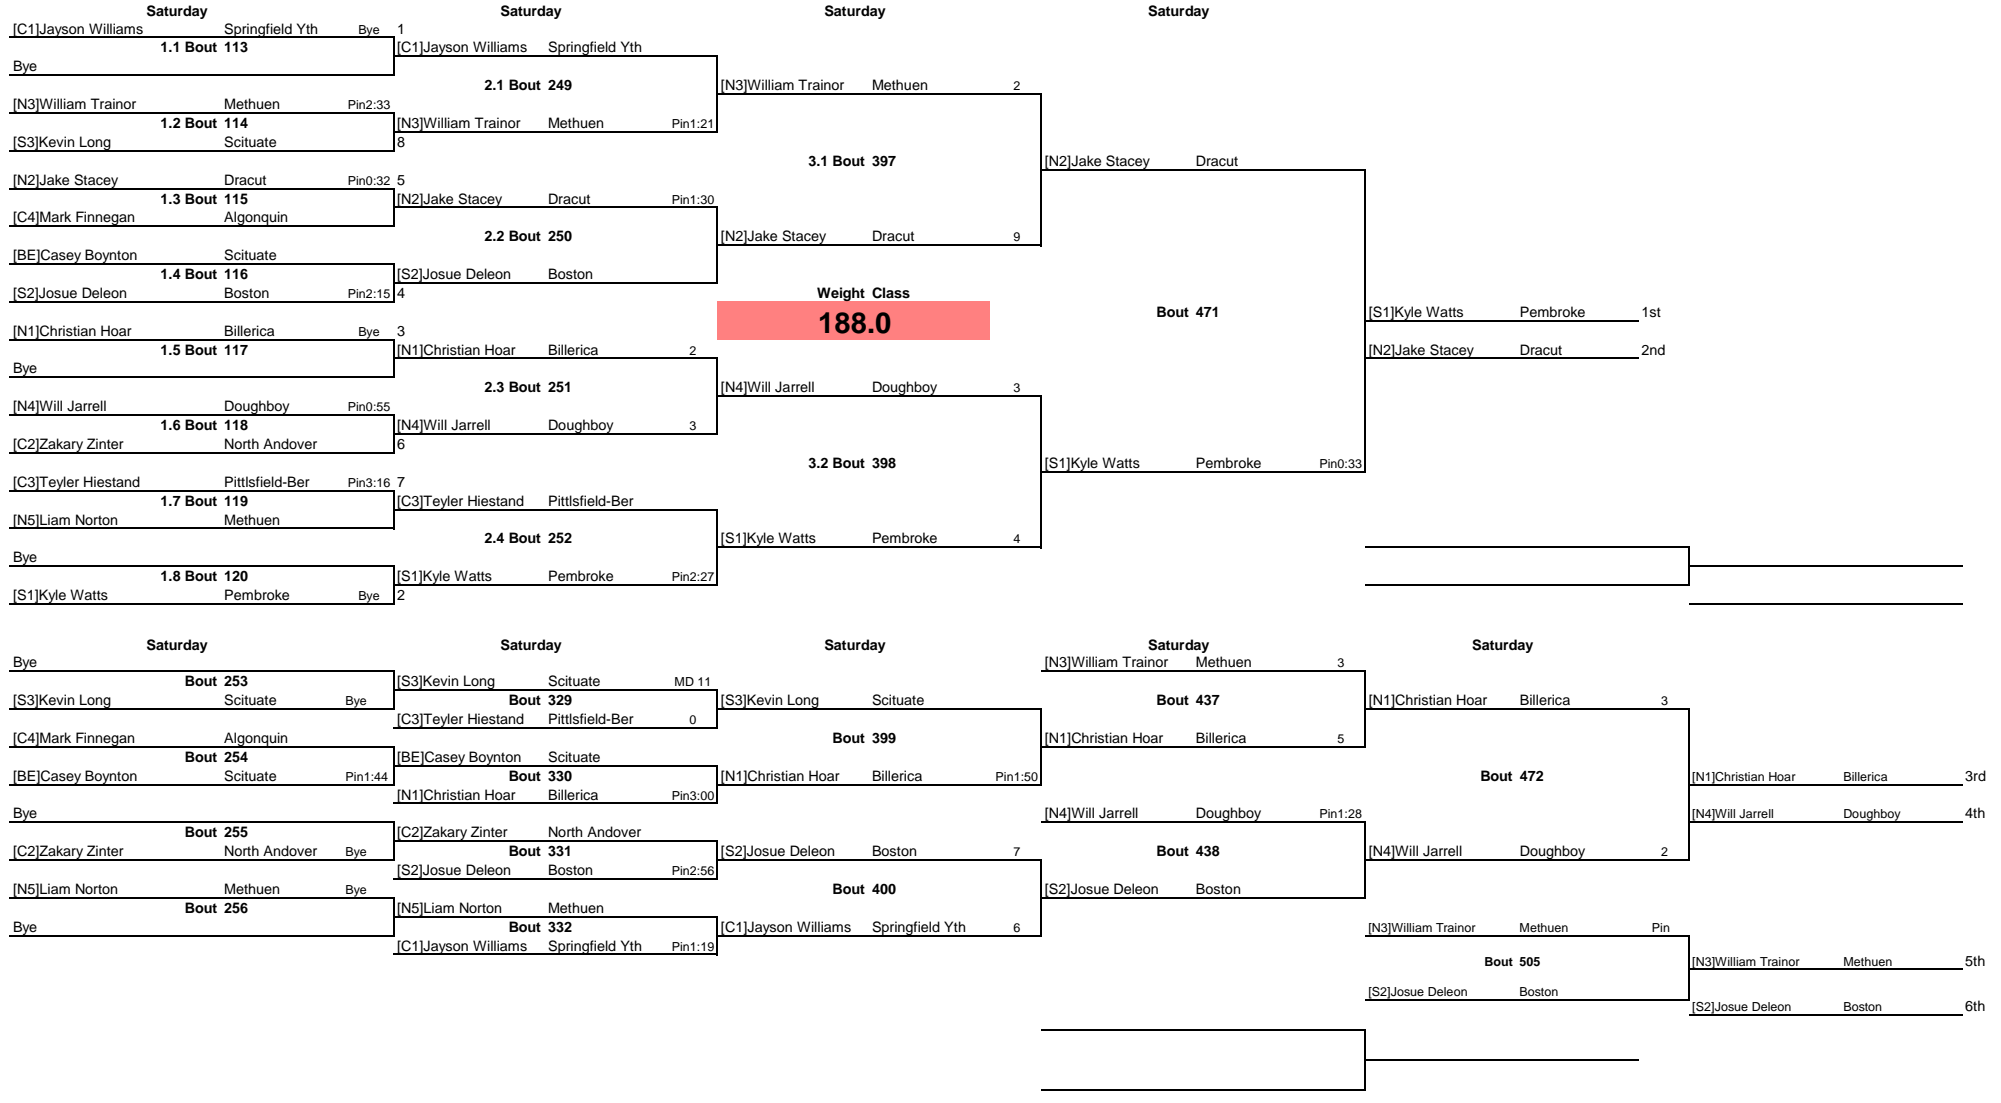 Saturday Saturday Saturday Saturday
[C1]Jayson Williams Springfield Yth Bye 1
1.1 Bout 113 [C1]Jayson Williams Springfield Yth
Bye
2.1 Bout 249 [N3]William Trainor Methuen 2
[N3]William Trainor Methuen Pin2:33
1.2 Bout 114 [N3]William Trainor Methuen Pin1:21
[S3]Kevin Long Scituate 8
3.1 Bout 397 [N2]Jake Stacey Dracut
[N2]Jake Stacey Dracut Pin0:32 5
1.3 Bout 115 [N2]Jake Stacey Dracut Pin1:30
[C4]Mark Finnegan Algonquin
2.2 Bout 250 [N2]Jake Stacey Dracut 9
[BE]Casey Boynton Scituate
1.4 Bout 116 [S2]Josue Deleon Boston
[S2]Josue Deleon Boston Pin2:15 4 Weight Class
188.0 Bout 471 [S1]Kyle Watts Pembroke 1st
[N1]Christian Hoar Billerica Bye 3
1.5 Bout 117 [N1]Christian Hoar Billerica 2 [N2]Jake Stacey Dracut 2nd
Bye
2.3 Bout 251 [N4]Will Jarrell Doughboy 3
[N4]Will Jarrell Doughboy Pin0:55
1.6 Bout 118 [N4]Will Jarrell Doughboy 3
[C2]Zakary Zinter North Andover 6
3.2 Bout 398 [S1]Kyle Watts Pembroke Pin0:33
[C3]Teyler Hiestand Pittlsfield-Ber Pin3:16 7
1.7 Bout 119 [C3]Teyler Hiestand Pittlsfield-Ber
[N5]Liam Norton Methuen
2.4 Bout 252 [S1]Kyle Watts Pembroke 4
Bye
1.8 Bout 120 [S1]Kyle Watts Pembroke Pin2:27
[S1]Kyle Watts Pembroke Bye 2
Saturday Saturday Saturday Saturday Saturday
Bye [N3]William Trainor Methuen 3
Bout 253 [S3]Kevin Long Scituate MD 11
[S3]Kevin Long Scituate Bye Bout 329 [S3]Kevin Long Scituate Bout 437 [N1]Christian Hoar Billerica 3
[C3]Teyler Hiestand Pittlsfield-Ber 0
[C4]Mark Finnegan Algonquin Bout 399 [N1]Christian Hoar Billerica 5
Bout 254 [BE]Casey Boynton Scituate
[BE]Casey Boynton Scituate Pin1:44 Bout 330 [N1]Christian Hoar Billerica Pin1:50 Bout 472 [N1]Christian Hoar Billerica 3rd
[N1]Christian Hoar Billerica Pin3:00
Bye [N4]Will Jarrell Doughboy Pin1:28 [N4]Will Jarrell Doughboy 4th
Bout 255 [C2]Zakary Zinter North Andover
[C2]Zakary Zinter North Andover Bye Bout 331 [S2]Josue Deleon Boston 7 Bout 438 [N4]Will Jarrell Doughboy 2
[S2]Josue Deleon Boston Pin2:56
[N5]Liam Norton Methuen Bye Bout 400 [S2]Josue Deleon Boston
Bout 256 [N5]Liam Norton Methuen
Bye Bout 332 [C1]Jayson Williams Springfield Yth 6 [N3]William Trainor Methuen Pin
[C1]Jayson Williams Springfield Yth Pin1:19
Bout 505 [N3]William Trainor Methuen 5th
[S2]Josue Deleon Boston
[S2]Josue Deleon Boston 6th